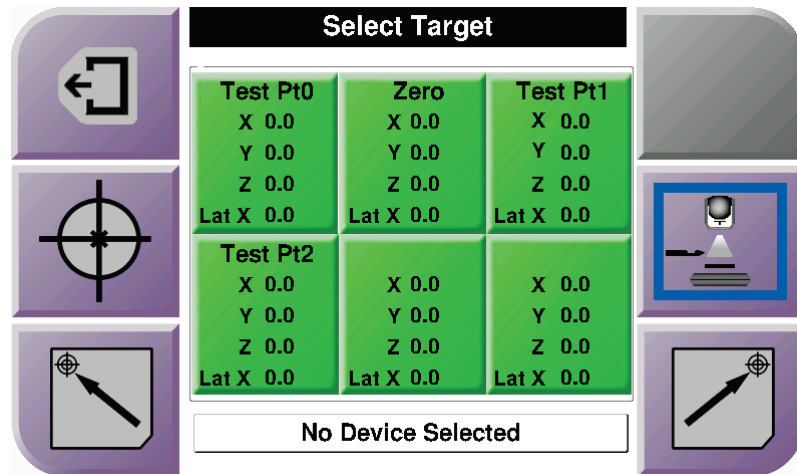 Select Target
Test Pt0 Zero Test Pt1
X 0.0 X 0.0 X 0.0
Y 0.0 Y 0.0 Y 0.0
Z 0.0 Z 0.0 Z 0.0
Lat X 0.0 Lat X 0.0 Lat X 0.0
Test Pt2
X 0.0 X 0.0 X 0.0
Y 0.0 Y 0.0 Y 0.0
Z 0.0 Z 0.0 Z 0.0
Lat X 0.0 Lat X 0.0 Lat X 0.0
No Device Selected